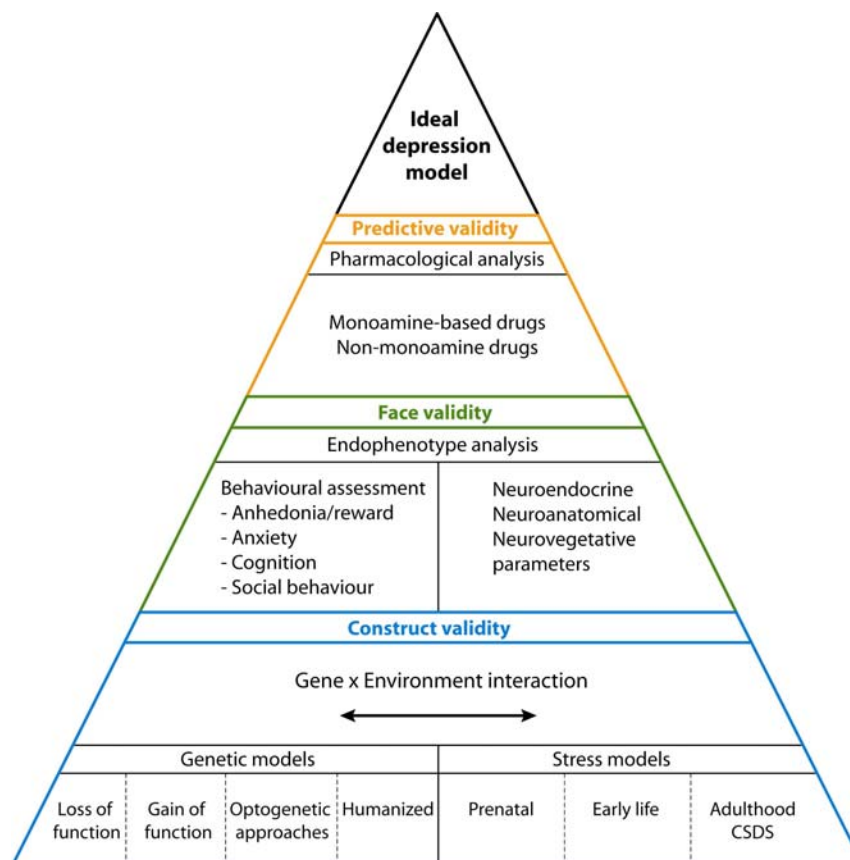 Ideal
depression
model
Predictive validity
Pharmacological analysis
Monoamine-based drugs
Non-monoamine drugs
Face validity
Endophenotype analysis
Behavioural assessment
- Anhedonia/reward
- Anxiety
- Cognition
- Social behaviour
Neuroendocrine
Neuroanatomical
Neurovegetative
parameters
Construct validity
Gene x Environment interaction
Genetic models
Stress models
Loss of
function
Gain of
function
Optogenetic
approaches
Humanized
Prenatal
Early life
Adulthood
CSDS